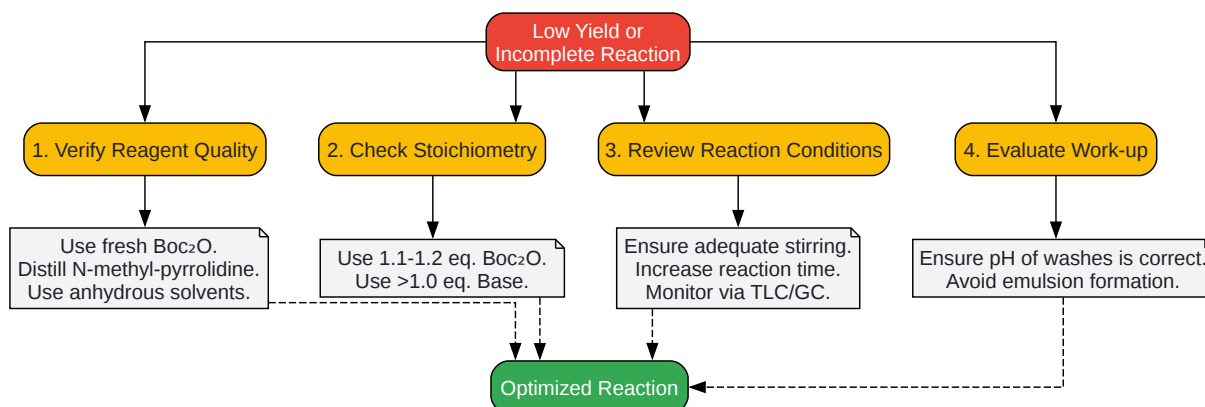 Low Yield or
Incomplete Reaction
1. Verify Reagent Quality
2. Check Stoichiometry
3. Review Reaction Conditions
4. Evaluate Work-up
Use fresh Boc₂O.
Distill N-methyl-pyrrolidine.
Use anhydrous solvents.
Use 1.1-1.2 eq. Boc₂O.
Use >1.0 eq. Base.
Ensure adequate stirring.
Increase reaction time.
Monitor via TLC/GC.
Ensure pH of washes is correct.
Avoid emulsion formation.
Optimized Reaction